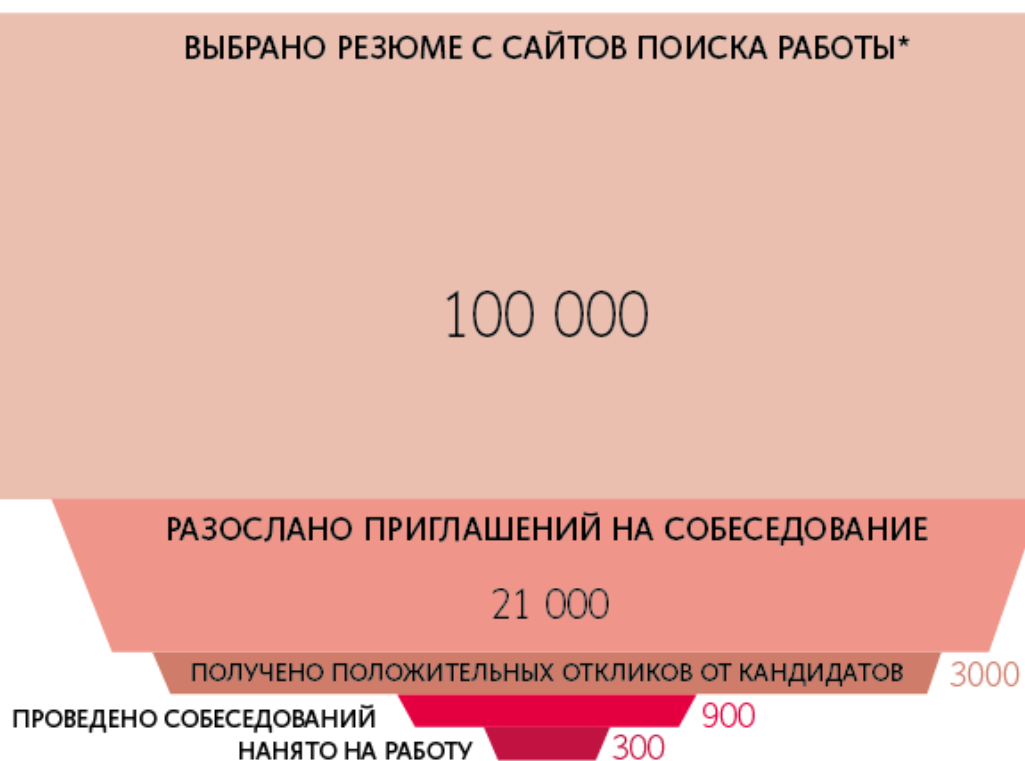 ВЫБРАНО РЕЗЮМЕ С САЙТОВ ПОИСКА РАБОТЫ*
100 000
РАЗОСЛАНО ПРИГЛАШЕНИЙ НА СОБЕСЕДОВАНИЕ
21 000
ПОЛУЧЕНО ПОЛОЖИТЕЛЬНЫХ ОТКЛИКОВ ОТ КАНДИДАТОВ 3000
ПРОВЕДЕНО СОБЕСЕДОВАНИЙ 900
НАНЯТО НА РАБОТУ 300